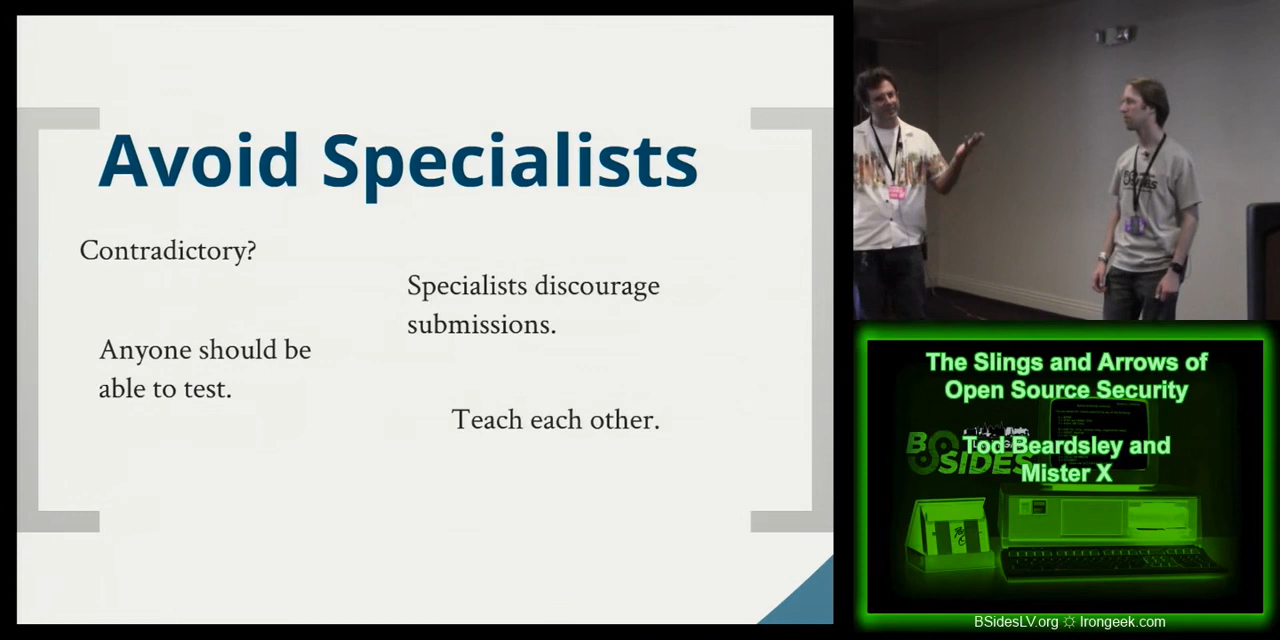 Avoid Specialists
Contradictory?
Specialists discourage
submissions.
Anyone should be
able to test.
Teach each other.
BSIDES
The Slings and Arrows of
Open Source Security
BSIDES
Tod Beardsley and
Mister X
BSidesLV.org ☼ Irongeek.com